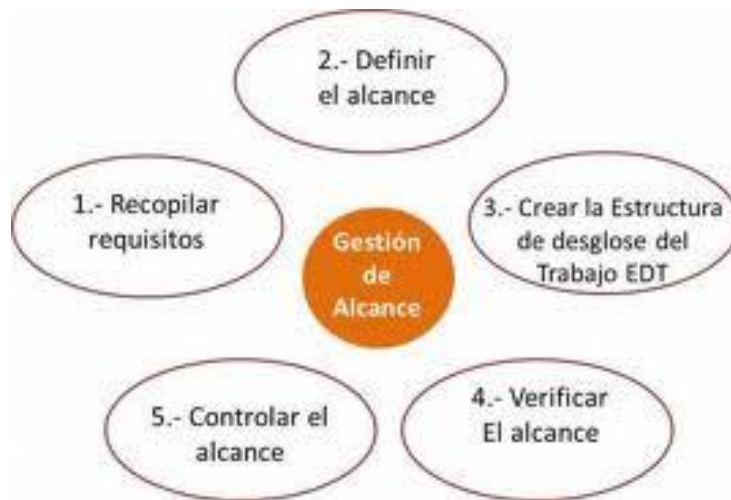 2.- Definir
el alcance
1.- Recopilar
requisitos
3.- Crear la Estructura
de desglose del
Trabajo EDT
Gestión
de
Alcance
5.- Controlar el
alcance
4.- Verificar
El alcance